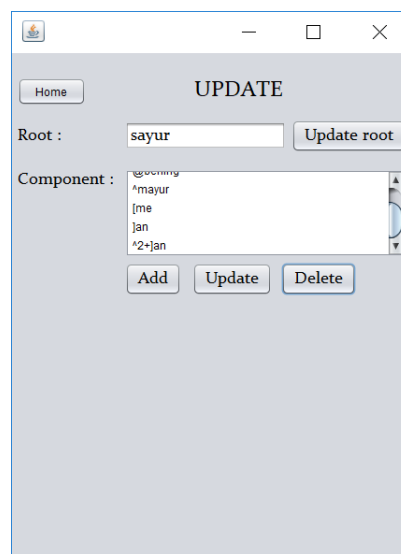 Home
UPDATE
Root :
sayur
Update root
Component :
^mayur
[me
]an
^2+]an
Add
Update
Delete